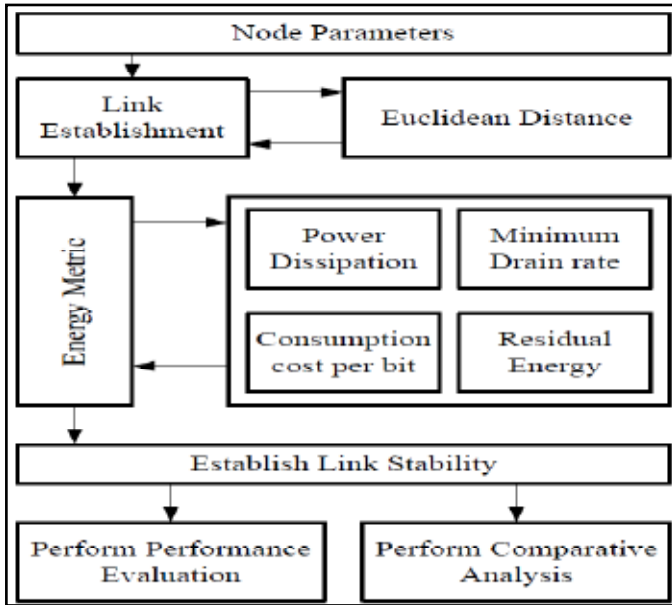 Node Parameters
Link
Establishment
Euclidean Distance
Energy Metric
Power
Dissipation
Minimum
Drain rate
Consumption
cost per bit
Residual
Energy
Establish Link Stability
Perform Performance
Evaluation
Perform Comparative
Analysis